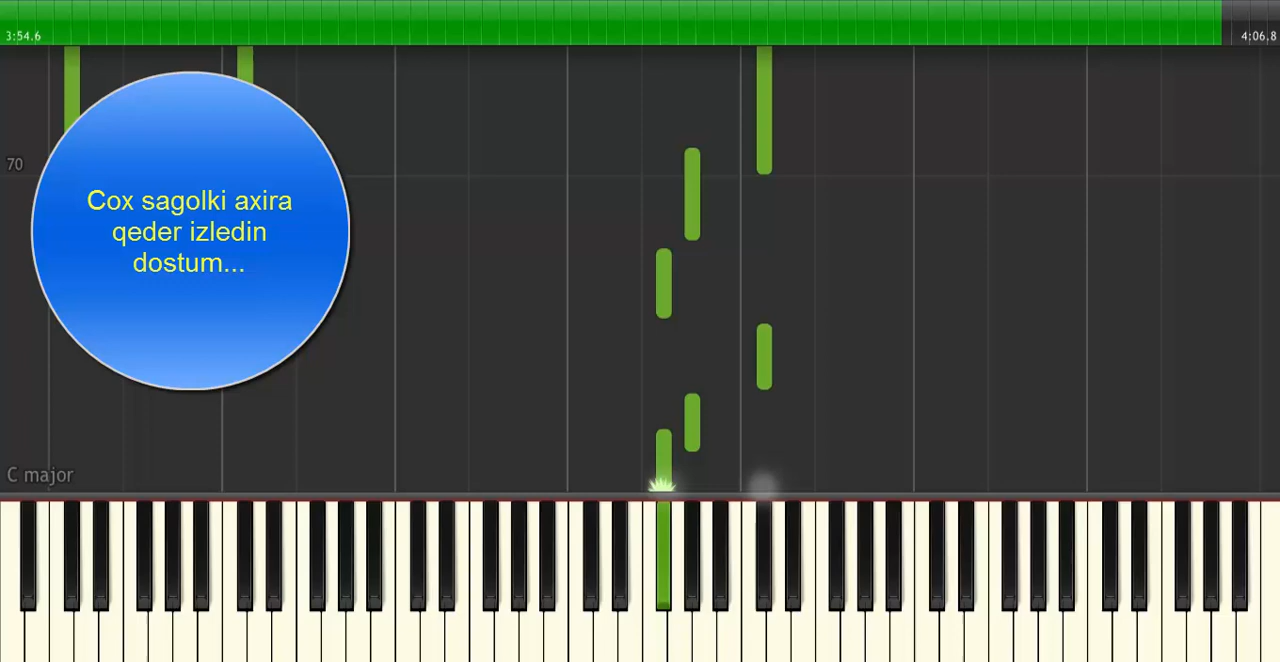 3:54.6
4:06.8
Cox sagolki axira
qeder izledin
dostum...
70
C major